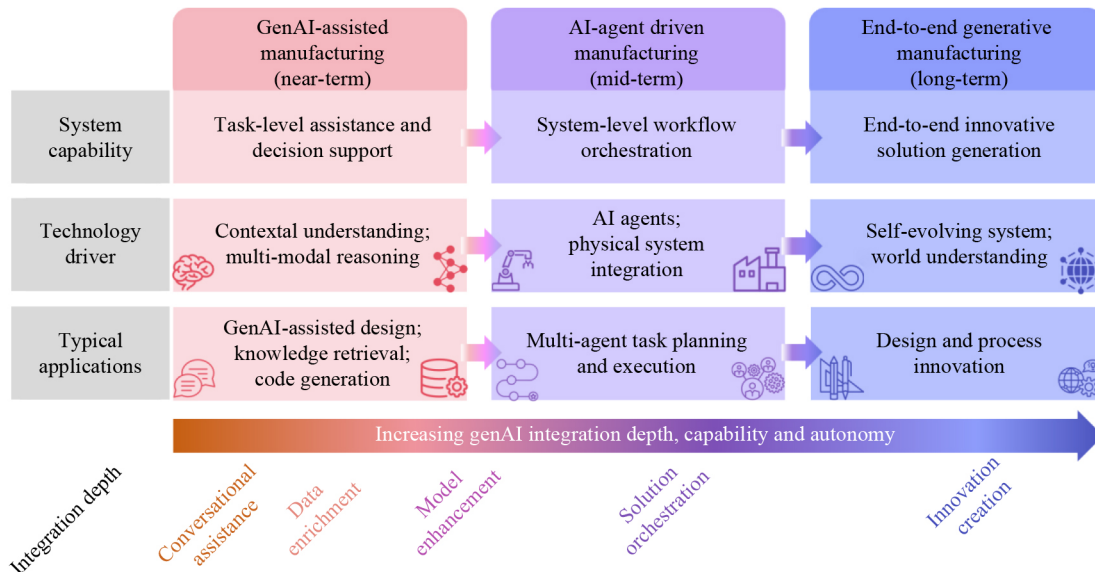 GenAI-assisted
manufacturing
(near-term)
AI-agent driven
manufacturing
(mid-term)
End-to-end generative
manufacturing
(long-term)
System
capability
Task-level assistance and
decision support
System-level workflow
orchestration
End-to-end innovative
solution generation
Technology
driver
Contextal understanding;
multi-modal reasoning
AI agents;
physical system
integration
Self-evolving system;
world understanding
Typical
applications
GenAI-assisted design;
knowledge retrieval;
code generation
Multi-agent task planning
and execution
Design and process
innovation
Increasing genAI integration depth, capability and autonomy
Integration depth
Conversational
assistance
Data
enrichment
Model
enhancement
Solution
orchestration
Innovation
creation